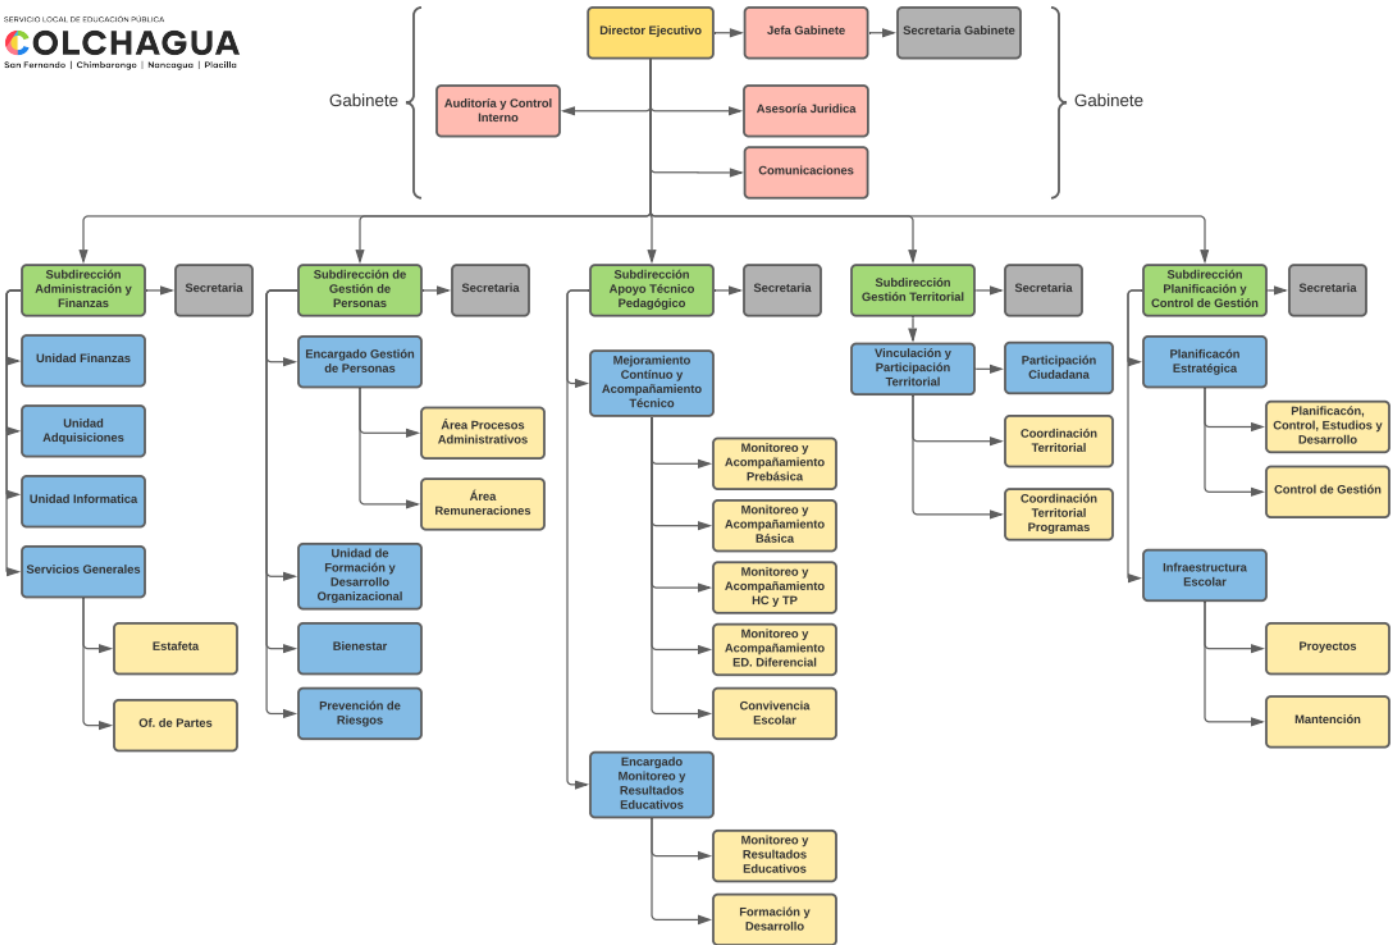 SERVICIO LOCAL DE EDUCACIÓN PÚBLICA
COLCHAGUA
San Fernando | Chimbarongo | Nancagua | Placilla
Director Ejecutivo
Jefa Gabinete
Secretaria Gabinete
Gabinete
Auditoría y Control
Interno
Asesoría Jurídica
Gabinete
Comunicaciones
Subdirección
Administración y
Finanzas
Secretaria
Subdirección de
Gestión de
Personas
Secretaria
Subdirección
Apoyo Técnico
Pedagógico
Secretaria
Subdirección
Gestión Territorial
Secretaria
Subdirección
Planificación y
Control de Gestión
Secretaria
Unidad Finanzas
Unidad
Adquisiciones
Unidad Informatica
Servicios Generales
Estafeta
Of. de Partes
Encargado Gestión
de Personas
Área Procesos
Administrativos
Área
Remuneraciones
Unidad de
Formación y
Desarrollo
Organizacional
Bienestar
Prevención de
Riesgos
Mejoramiento
Contínuo y
Acompañamiento
Técnico
Monitoreo y
Acompañamiento
Prebásica
Monitoreo y
Acompañamiento
Básica
Monitoreo y
Acompañamiento
HC y TP
Monitoreo y
Acompañamiento
ED. Diferencial
Convivencia
Escolar
Encargado
Monitoreo y
Resultados
Educativos
Monitoreo y
Resultados
Educativos
Formación y
Desarrollo
Vinculación y
Participación
Territorial
Participación
Ciudadana
Coordinación
Territorial
Coordinación
Territorial
Programas
Planificacón
Estratégica
Planificacón,
Control, Estudios y
Desarrollo
Control de Gestión
Infraestructura
Escolar
Proyectos
Mantención